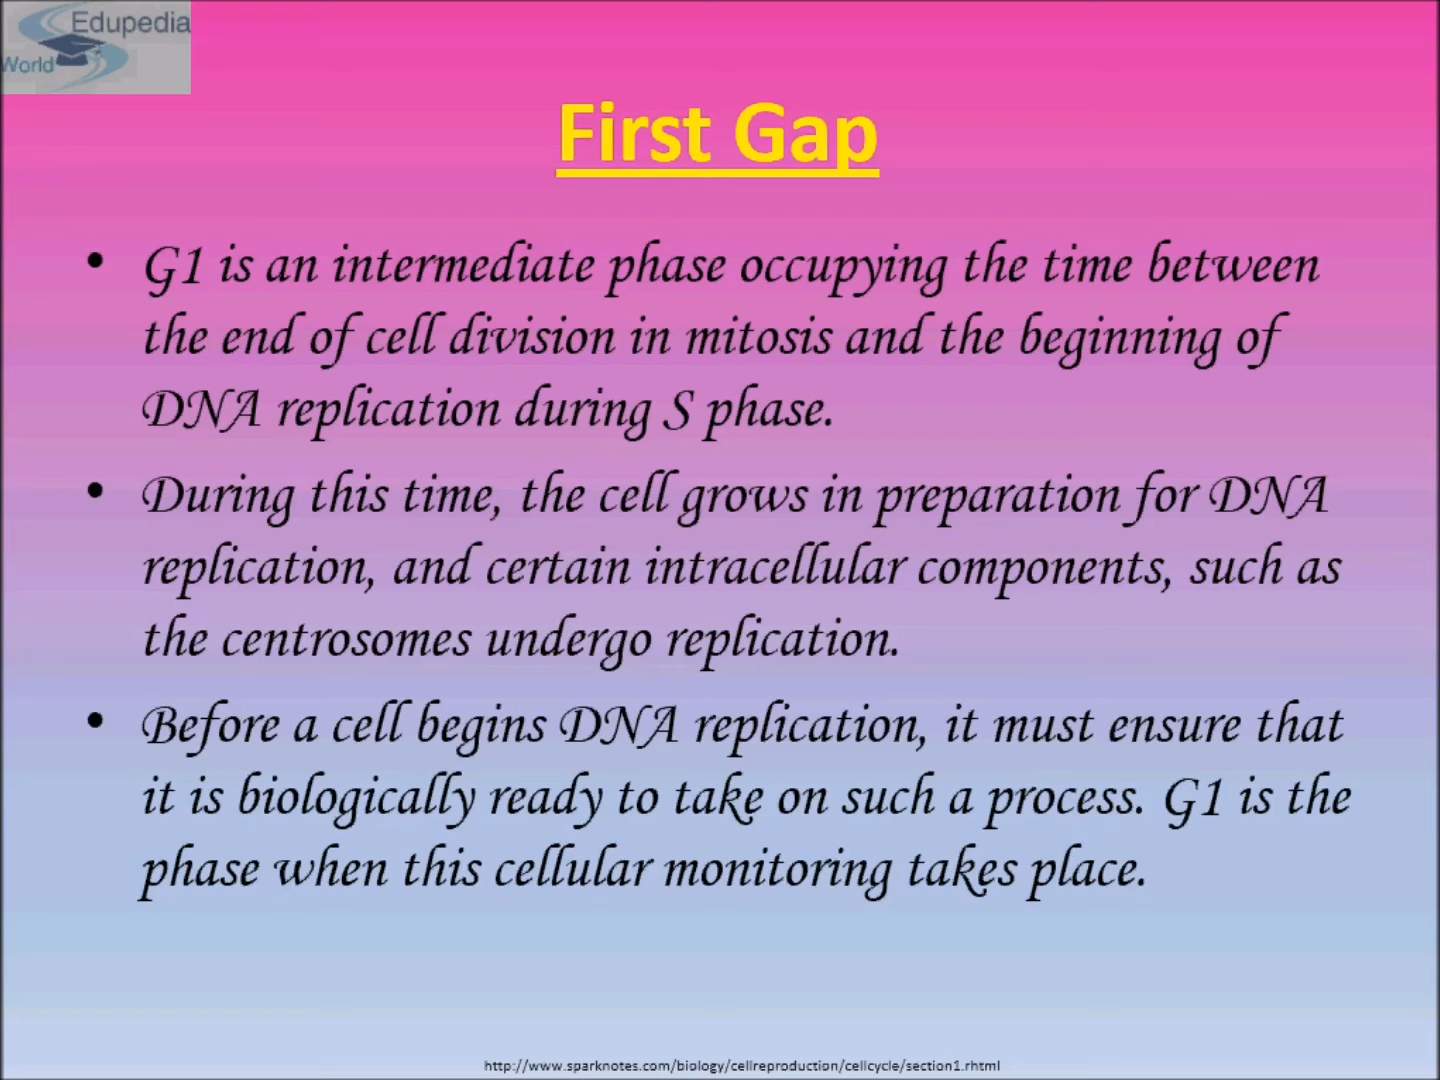 Edupedia
World
First Gap
• G1 is an intermediate phase occupying the time between
the end of cell division in mitosis and the beginning of
DNA replication during S phase.
• During this time, the cell grows in preparation for DNA
replication, and certain intracellular components, such as
the centrosomes undergo replication.
• Before a cell begins DNA replication, it must ensure that
it is biologically ready to take on such a process. G1 is the
phase when this cellular monitoring takes place.
http://www.sparknotes.com/biology/cellreproduction/cellcycle/section1.rhtml